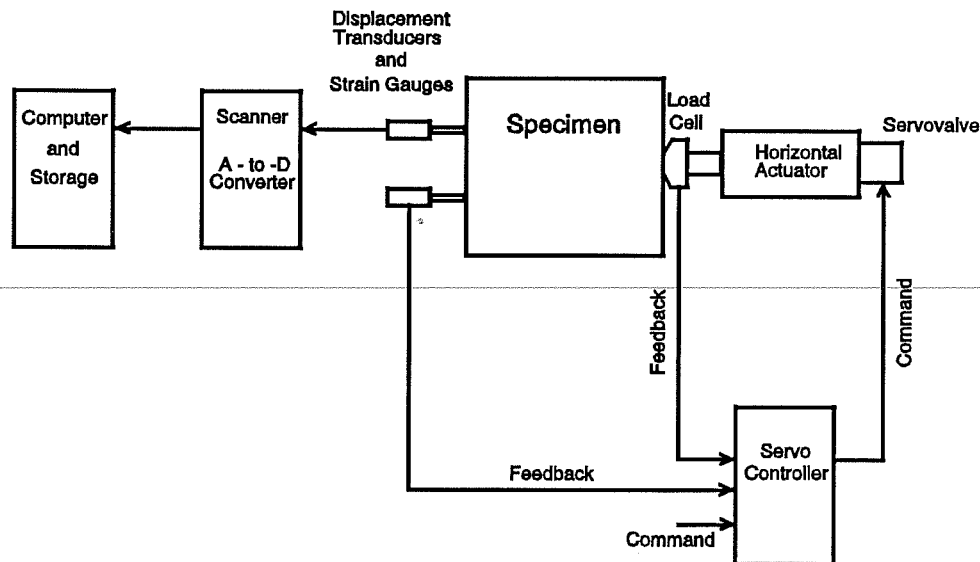 Displacement
Transducers
and
Strain Gauges
Computer
and
Storage
Scanner
A - to -D
Converter
Specimen
Load
Cell
Horizontal
Actuator
Servovalve
Feedback
Command
Feedback
Servo
Controller
Command